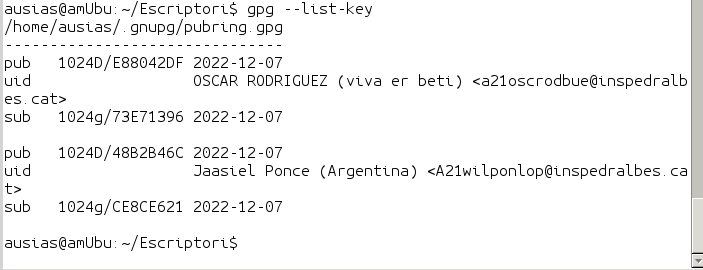 ausias@amUbu:~/Escriptori$ gpg --list-key
/home/ausias/.gnupg/pubring.gpg
-------------------------------
pub   1024D/E88042DF 2022-12-07
uid                  OSCAR RODRIGUEZ (viva er beti) <a21oscrodbue@inspedralb
es.cat>
sub   1024g/73E71396 2022-12-07

pub   1024D/48B2B46C 2022-12-07
uid                  Jaasiel Ponce (Argentina) <A21wilponlop@inspedralbes.ca
t>
sub   1024g/CE8CE621 2022-12-07

ausias@amUbu:~/Escriptori$